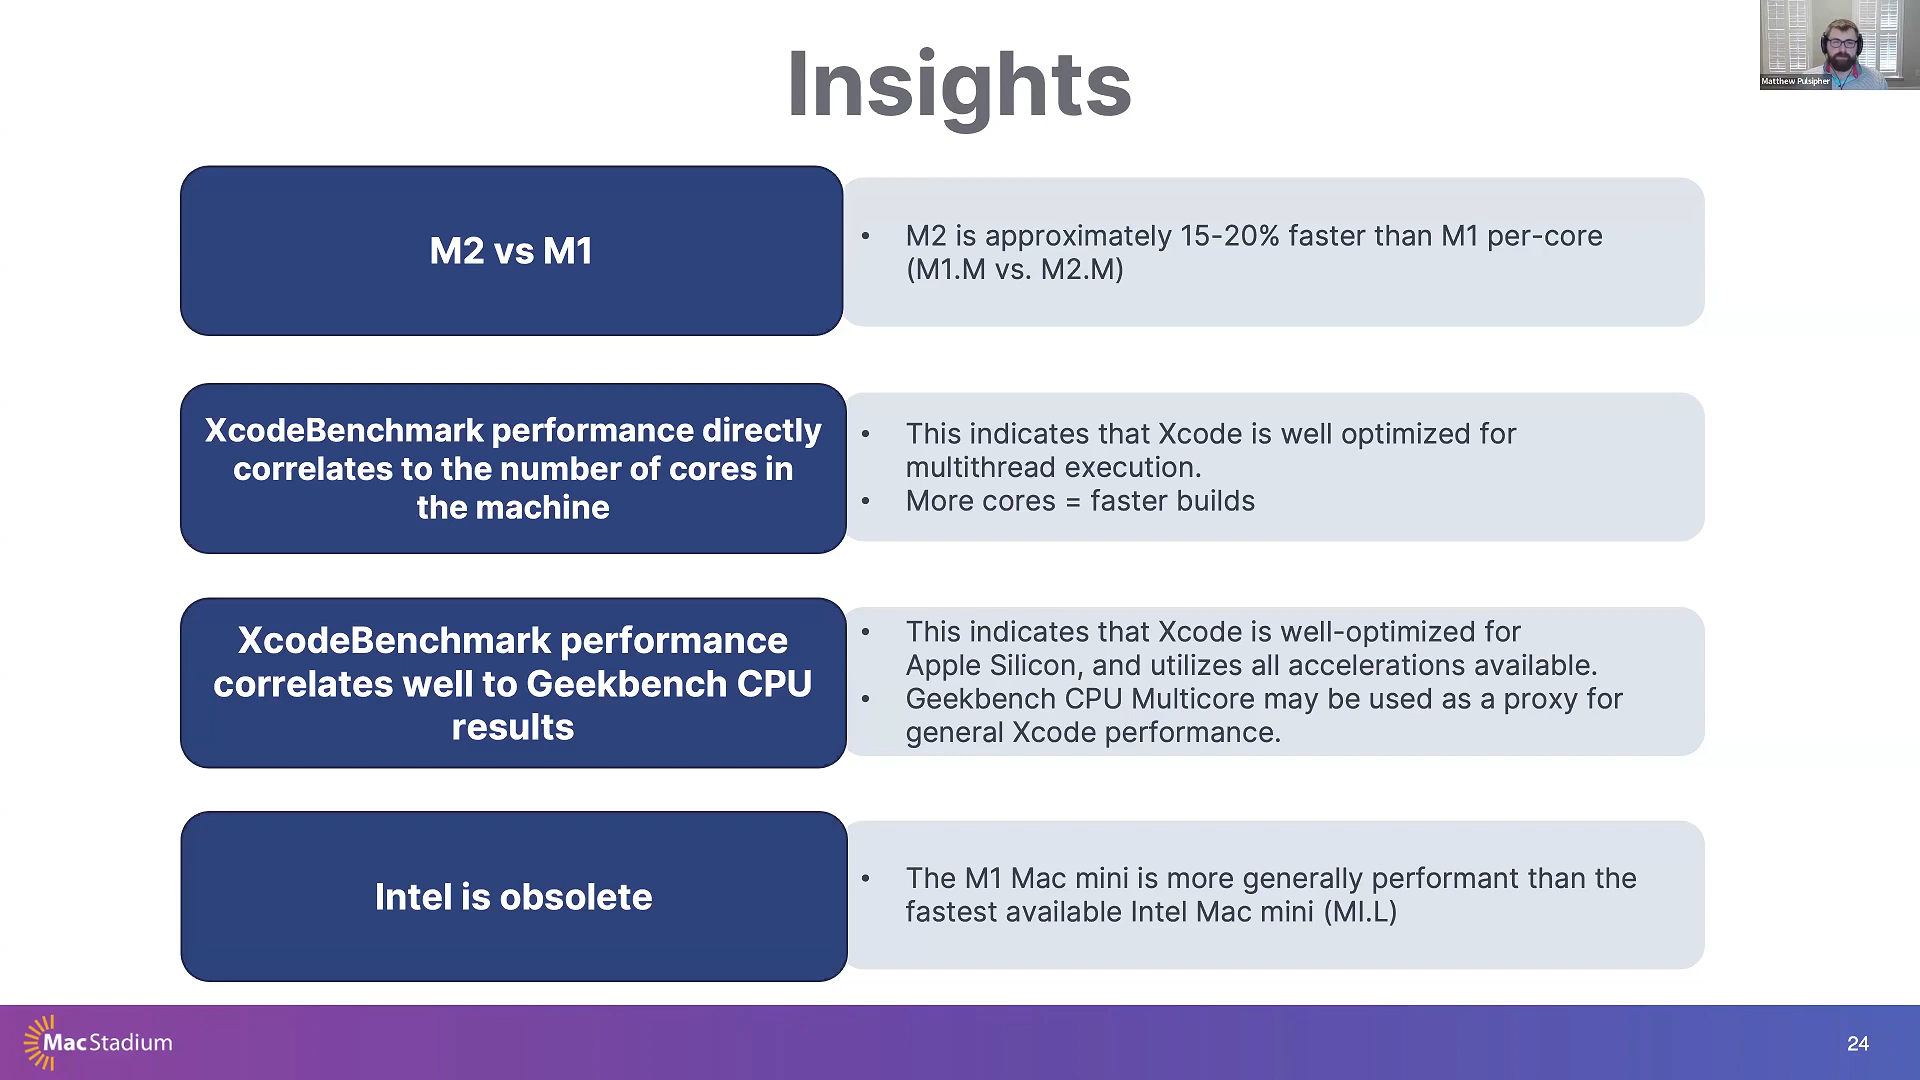 Insights
Matthew Pulsipher
M2 vs M1
• M2 is approximately 15-20% faster than M1 per-core
(M1.M vs. M2.M)
XcodeBenchmark performance directly
correlates to the number of cores in
the machine
• This indicates that Xcode is well optimized for
multithread execution.
• More cores = faster builds
XcodeBenchmark performance
correlates well to Geekbench CPU
results
• This indicates that Xcode is well-optimized for
Apple Silicon, and utilizes all accelerations available.
• Geekbench CPU Multicore may be used as a proxy for
general Xcode performance.
Intel is obsolete
• The M1 Mac mini is more generally performant than the
fastest available Intel Mac mini (MI.L)
MacStadium
24